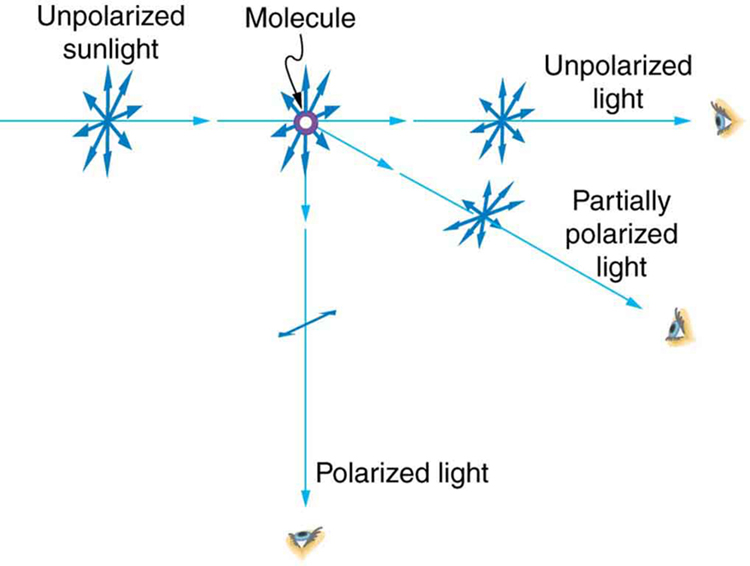 Unpolarized
sunlight
Molecule
Unpolarized
light
Partially
polarized
light
Polarized light